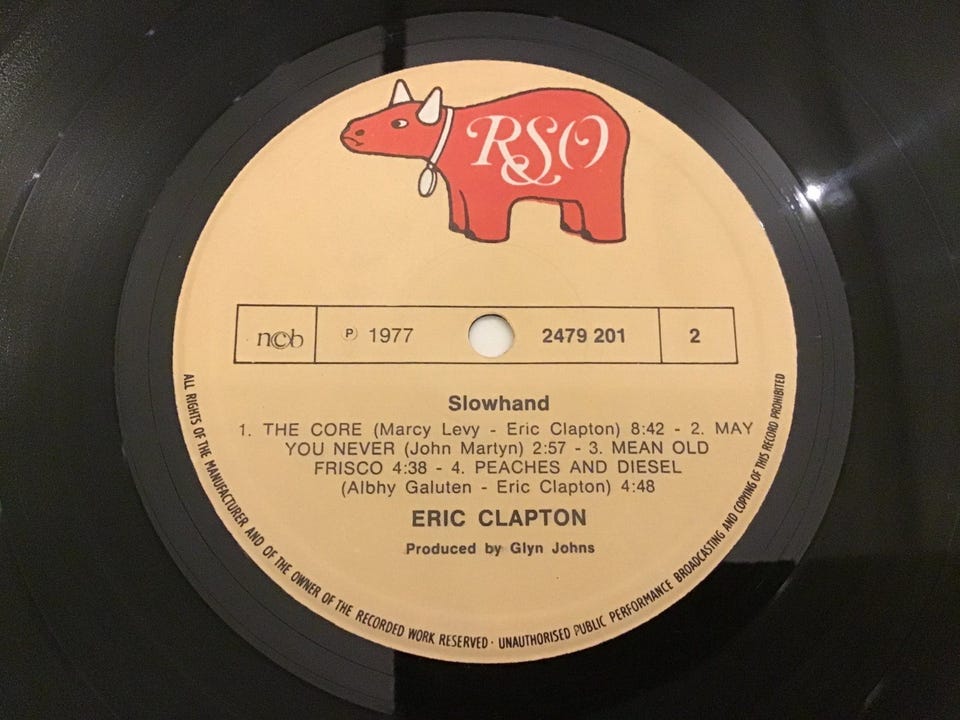 RSO
ncb ℗ 1977 2479 201 2
Slowhand
1. THE CORE (Marcy Levy - Eric Clapton) 8:42 - 2. MAY
YOU NEVER (John Martyn) 2:57 - 3. MEAN OLD
FRISCO 4:38 - 4. PEACHES AND DIESEL
(Albhy Galuten - Eric Clapton) 4:48
ERIC CLAPTON
Produced by Glyn Johns
ALL RIGHTS OF THE MANUFACTURER AND OF THE OWNER OF THE RECORDED WORK RESERVED · UNAUTHORISED PUBLIC PERFORMANCE BROADCASTING AND COPYING OF THIS RECORD PROHIBITED